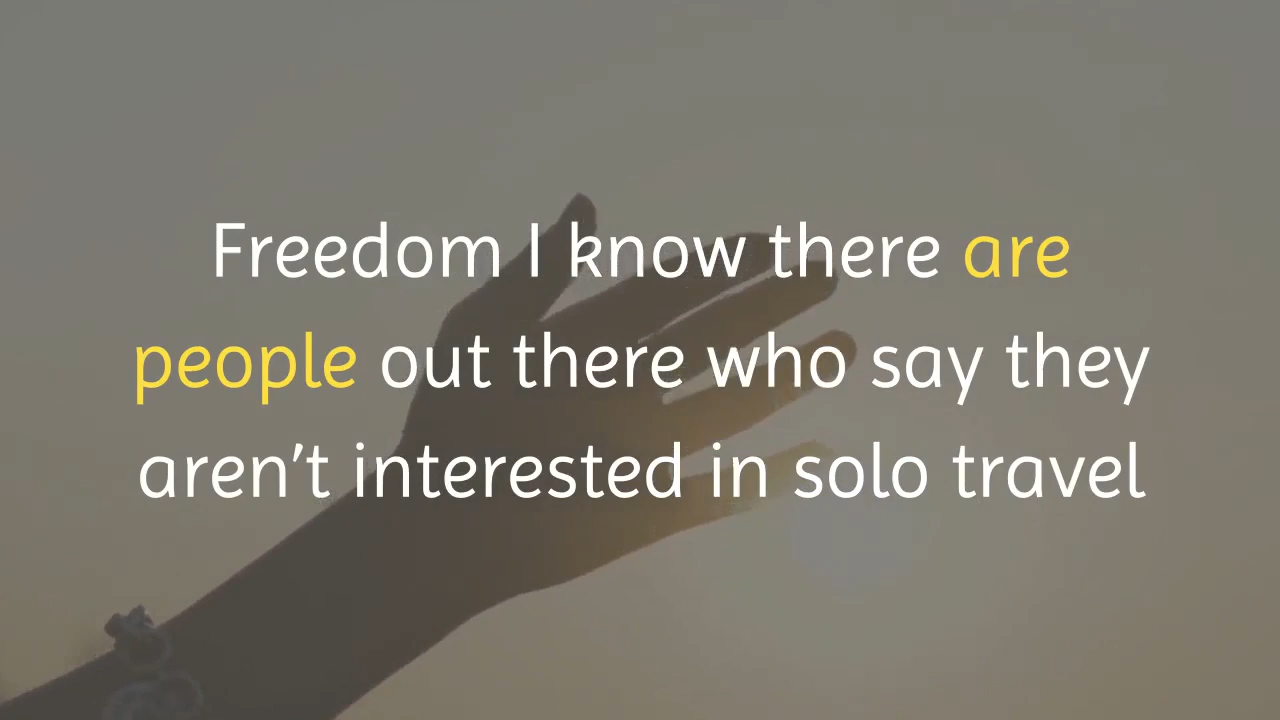 Freedom I know there are
people out there who say they
aren’t interested in solo travel